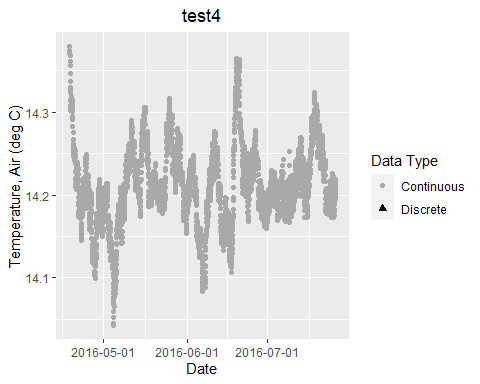 test4
Temperature, Air (deg C)
14.3
14.2
14.1
2016-05-01
2016-06-01
2016-07-01
Date
Data Type
Continuous
Discrete